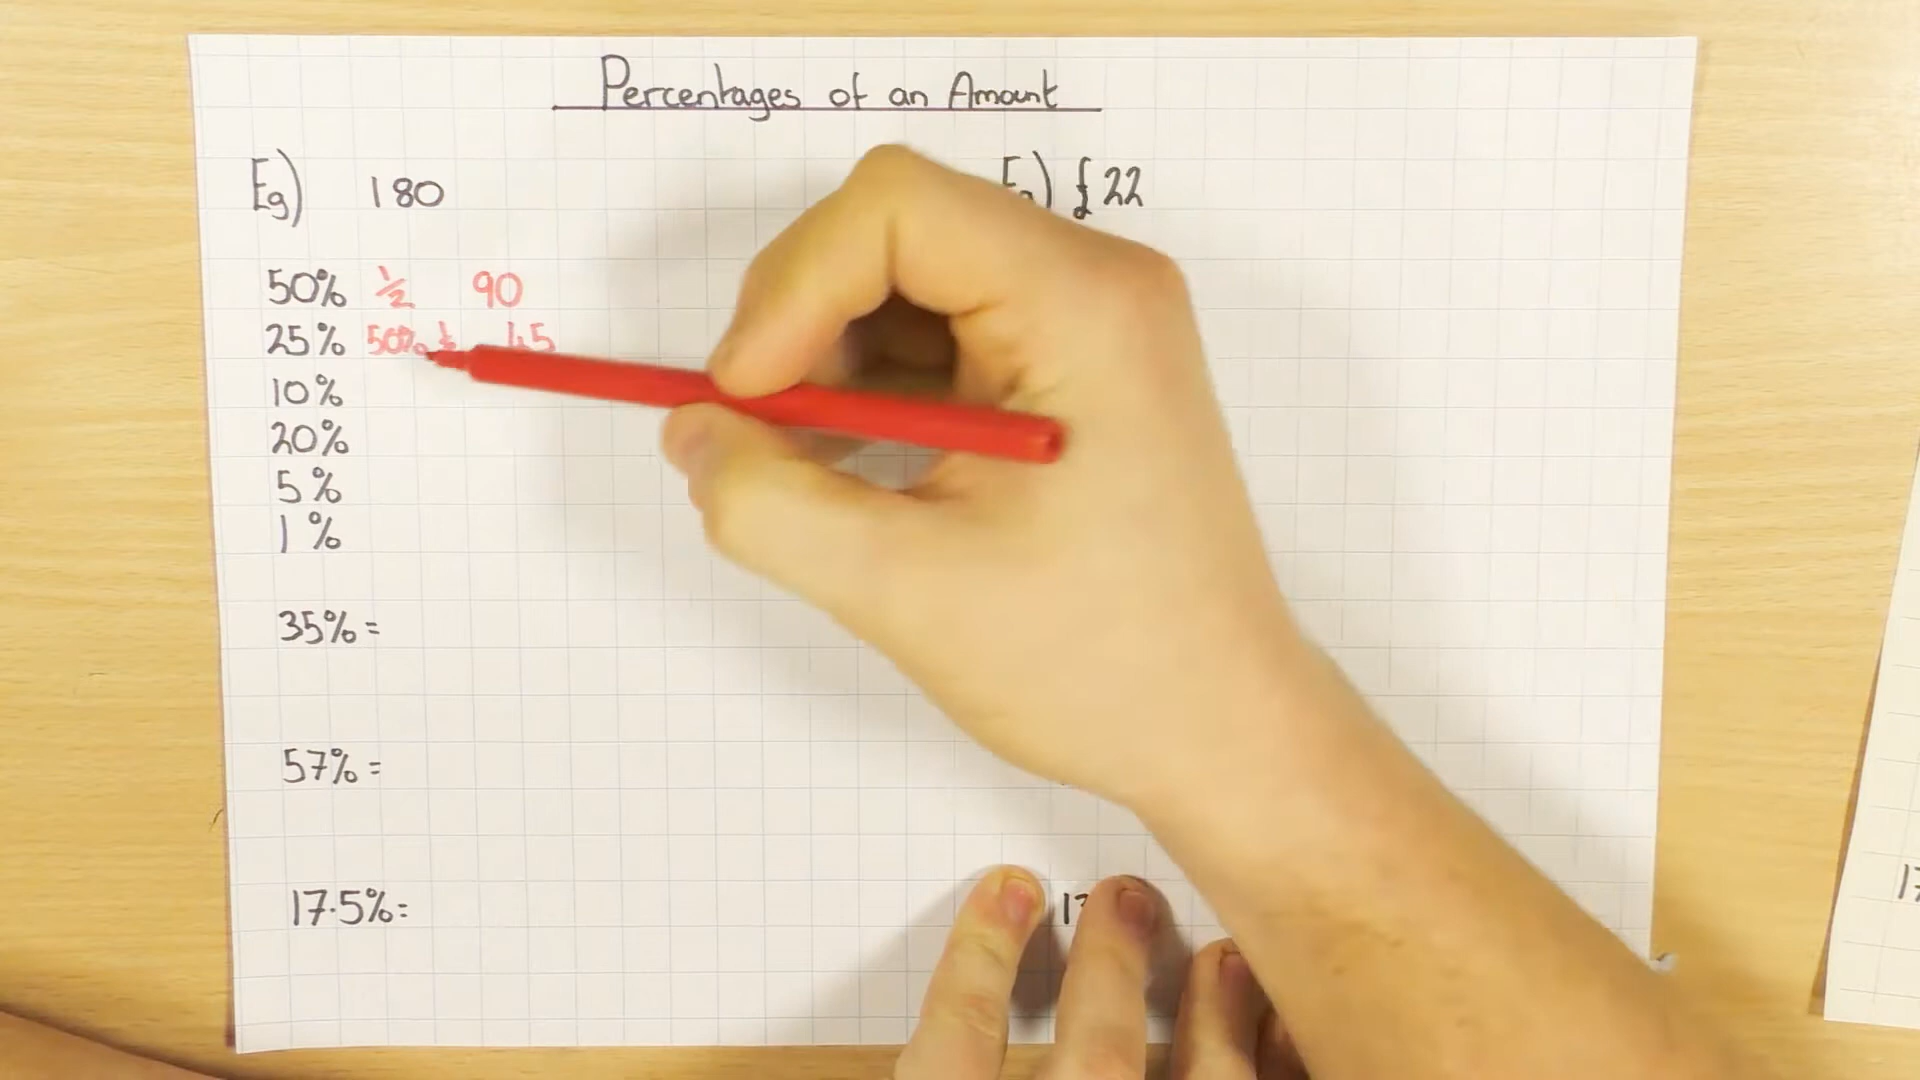 Percentages of an Amount
Eg) 180
50% ½ 90
25% 50% ½ 45
10%
20%
5%
1%
35% =
57% =
17.5% =
£22